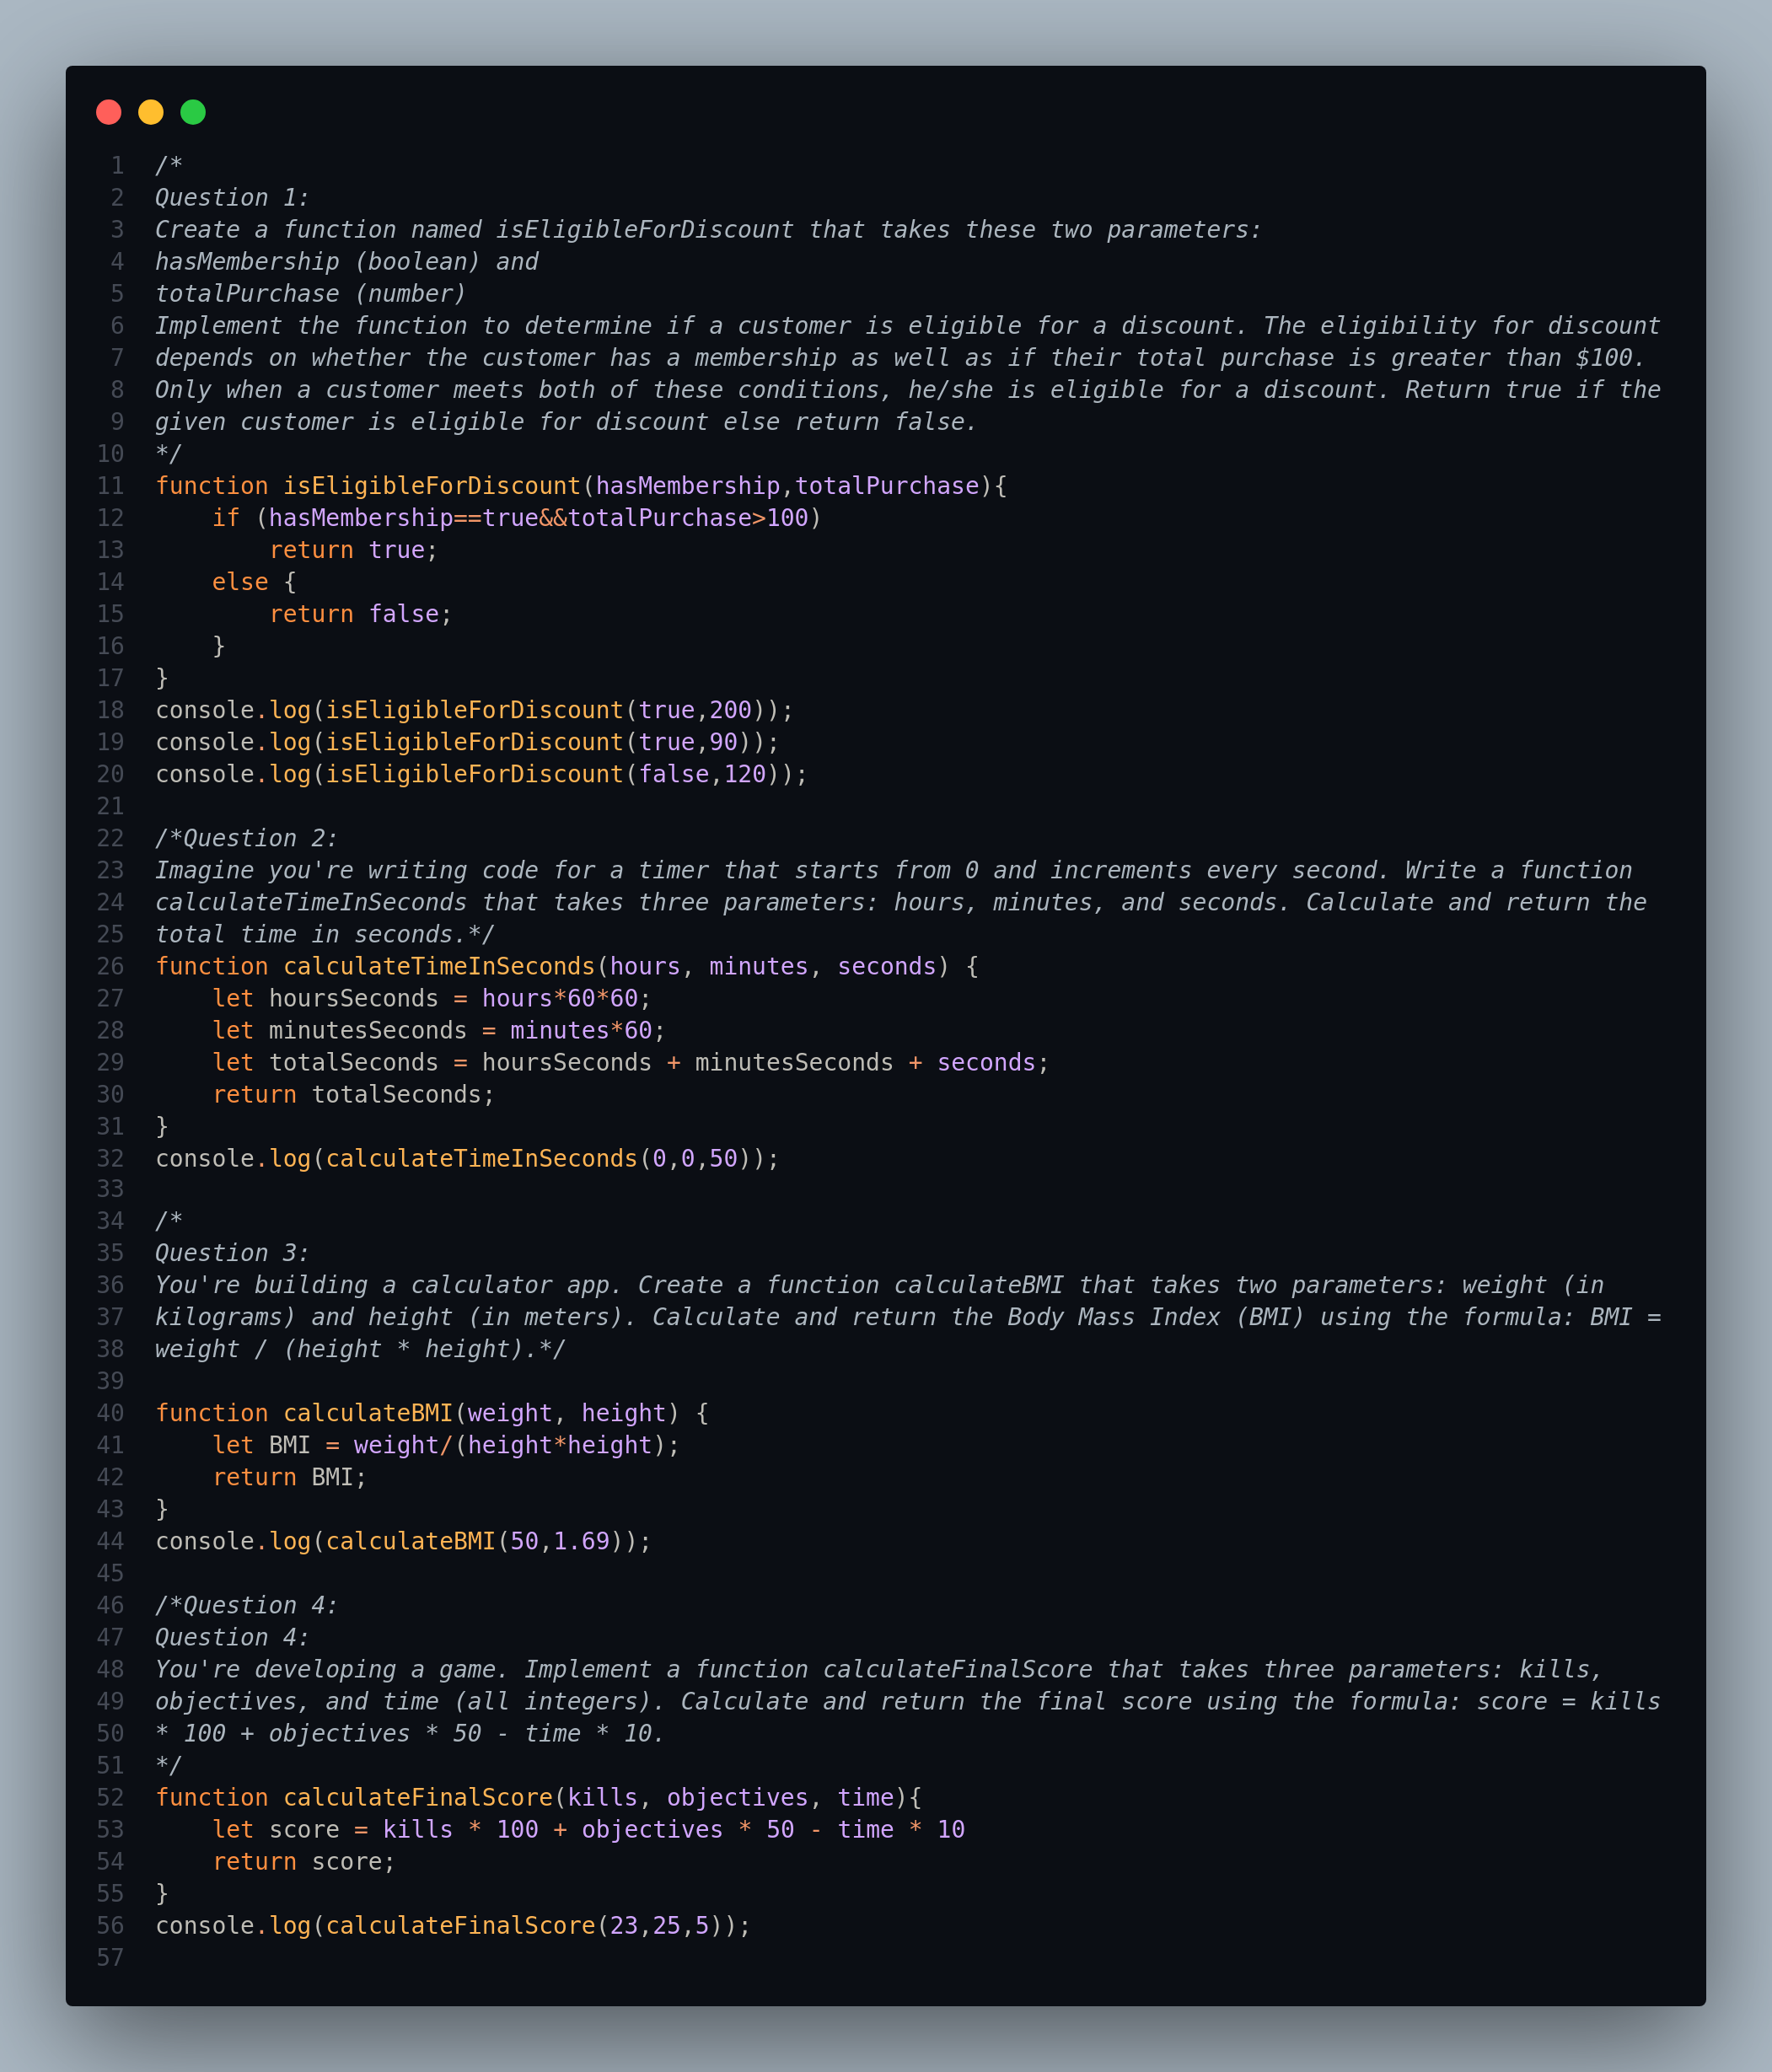 1 /*
2 Question 1:
3 Create a function named isEligibleForDiscount that takes these two parameters:
4 hasMembership (boolean) and
5 totalPurchase (number)
6 Implement the function to determine if a customer is eligible for a discount. The eligibility for discount
7 depends on whether the customer has a membership as well as if their total purchase is greater than $100.
8 Only when a customer meets both of these conditions, he/she is eligible for a discount. Return true if the
9 given customer is eligible for discount else return false.
10 */
11 function isEligibleForDiscount(hasMembership,totalPurchase){
12     if (hasMembership==true&&totalPurchase>100)
13         return true;
14     else {
15         return false;
16     }
17 }
18 console.log(isEligibleForDiscount(true,200));
19 console.log(isEligibleForDiscount(true,90));
20 console.log(isEligibleForDiscount(false,120));
21
22 /*Question 2:
23 Imagine you're writing code for a timer that starts from 0 and increments every second. Write a function
24 calculateTimeInSeconds that takes three parameters: hours, minutes, and seconds. Calculate and return the
25 total time in seconds.*/
26 function calculateTimeInSeconds(hours, minutes, seconds) {
27     let hoursSeconds = hours*60*60;
28     let minutesSeconds = minutes*60;
29     let totalSeconds = hoursSeconds + minutesSeconds + seconds;
30     return totalSeconds;
31 }
32 console.log(calculateTimeInSeconds(0,0,50));
33
34 /*
35 Question 3:
36 You're building a calculator app. Create a function calculateBMI that takes two parameters: weight (in
37 kilograms) and height (in meters). Calculate and return the Body Mass Index (BMI) using the formula: BMI =
38 weight / (height * height).*/
39
40 function calculateBMI(weight, height) {
41     let BMI = weight/(height*height);
42     return BMI;
43 }
44 console.log(calculateBMI(50,1.69));
45
46 /*Question 4:
47 Question 4:
48 You're developing a game. Implement a function calculateFinalScore that takes three parameters: kills,
49 objectives, and time (all integers). Calculate and return the final score using the formula: score = kills
50 * 100 + objectives * 50 - time * 10.
51 */
52 function calculateFinalScore(kills, objectives, time){
53     let score = kills * 100 + objectives * 50 - time * 10
54     return score;
55 }
56 console.log(calculateFinalScore(23,25,5));
57